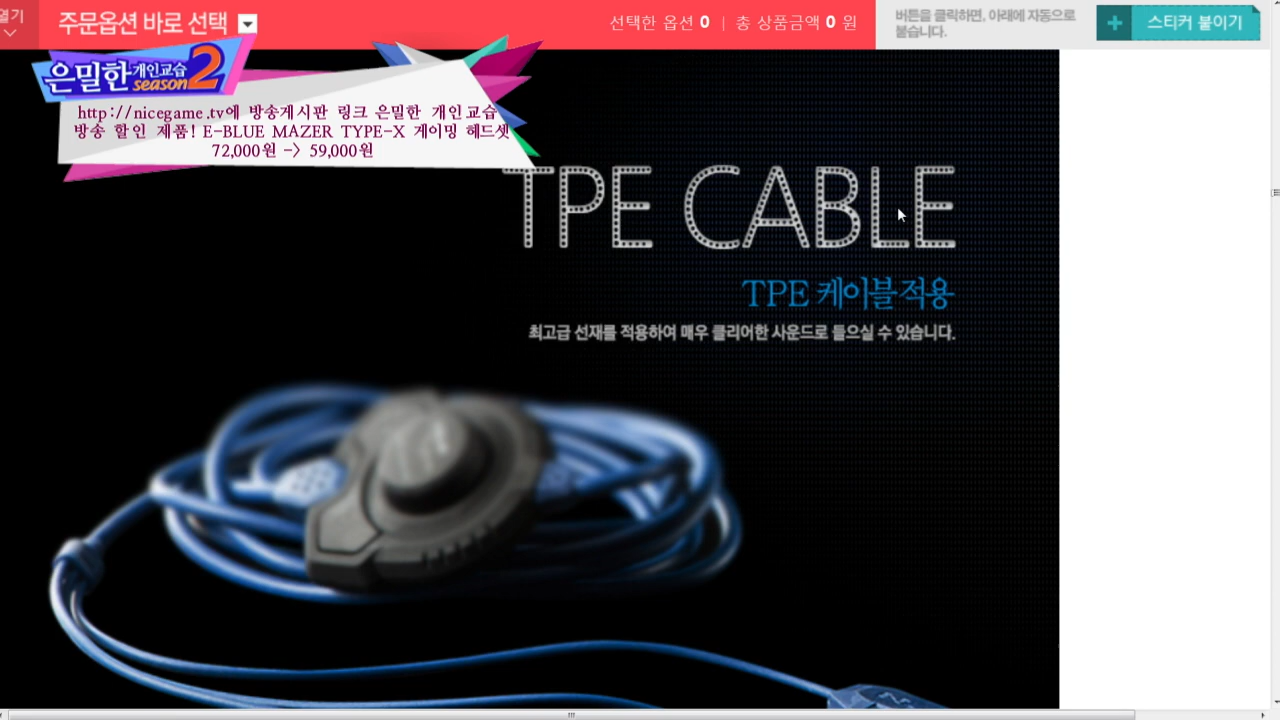 열기
주문옵션 바로 선택
선택한 옵션 0 | 총 상품금액 0 원
버튼을 클릭하면, 아래에 자동으로
붙습니다.
스티커 붙이기
은밀한 개인교습 season 2
http://nicegame.tv에 방송게시판 링크 은밀한 개인교습
방송 할인 제품! E-BLUE MAZER TYPE-X 게이밍 헤드셋
72,000원 -> 59,000원
TPE CABLE
TPE 케이블적용
최고급 선재를 적용하여 매우 클리어한 사운드로 들으실 수 있습니다.